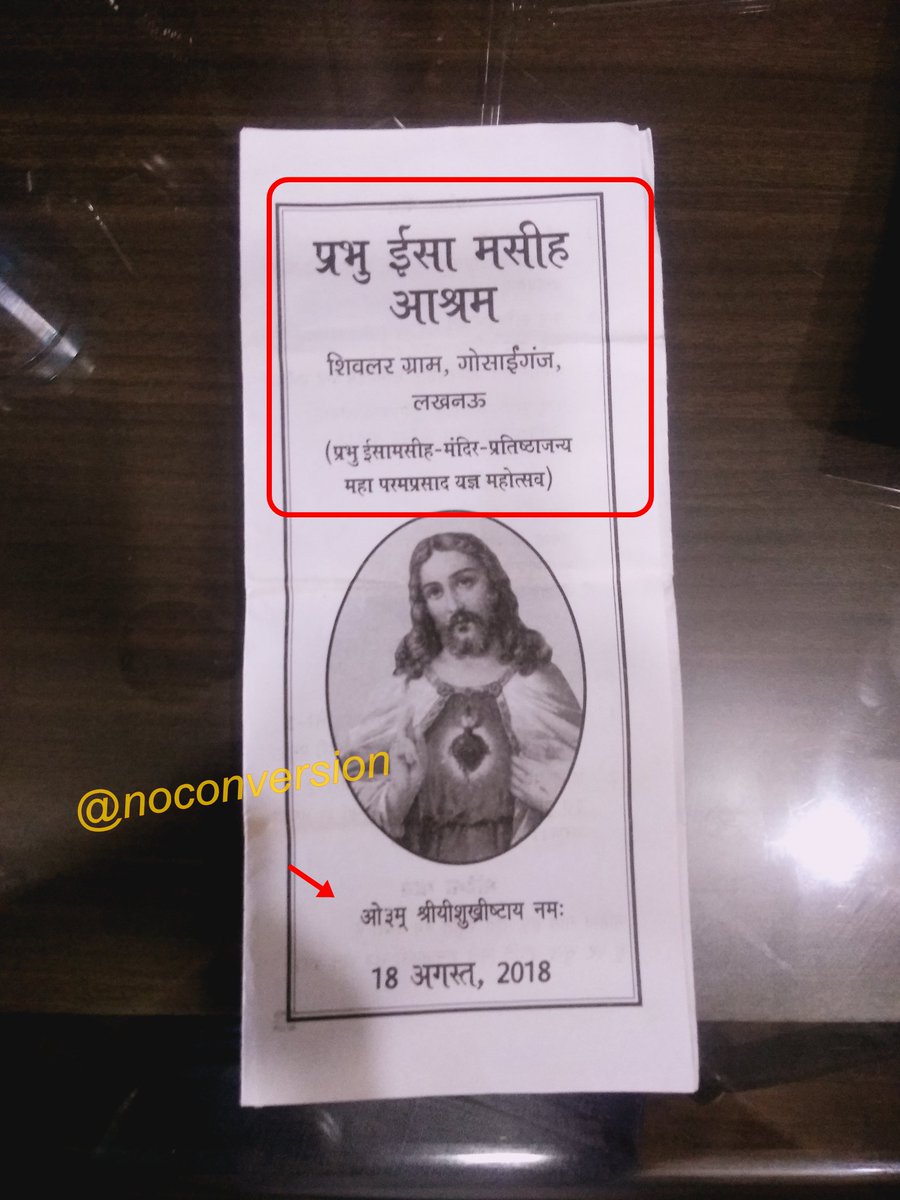 प्रभु ईसा मसीह
आश्रम
शिवलर ग्राम, गोसाईंगंज,
लखनऊ
(प्रभु ईसामसीह-मंदिर-प्रतिष्टाजन्य
महा परमप्रसाद यज्ञ महोत्सव)
@noconversion
ओ३म् श्रीयीशुख्रीष्टाय नमः
18 अगस्त, 2018